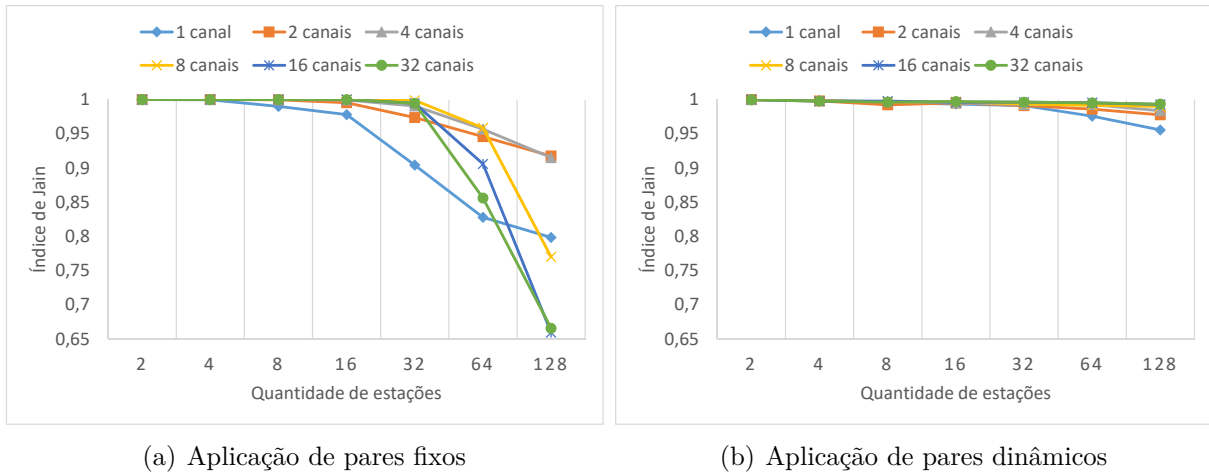 1 canal 2 canais 4 canais
8 canais 16 canais 32 canais
1
0,95
0,9
0,85
0,8
0,75
0,7
0,65
Índice de Jain
2 4 8 16 32 64 128
Quantidade de estações
(a) Aplicação de pares fixos
1 canal 2 canais 4 canais
8 canais 16 canais 32 canais
1
0,95
0,9
0,85
0,8
0,75
0,7
0,65
Índice de Jain
2 4 8 16 32 64 128
Quantidade de estações
(b) Aplicação de pares dinâmicos